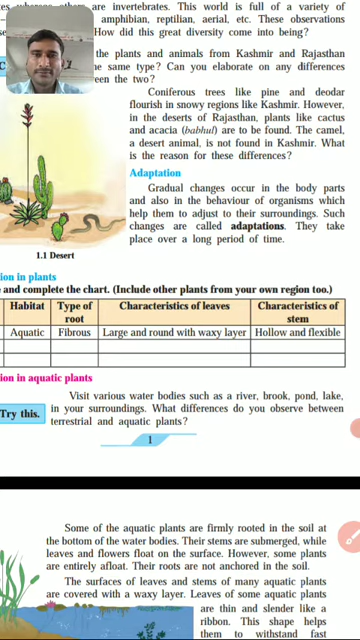 are invertebrates. This world is full of a variety of
amphibian, reptilian, aerial, etc. These observations
How did this great diversity come into being?
the plants and animals from Kashmir and Rajasthan
same type? Can you elaborate on any differences
the two?
Coniferous trees like pine and deodar
flourish in snowy regions like Kashmir. However,
in the deserts of Rajasthan, plants like cactus
and acacia (babhul) are to be found. The camel,
a desert animal, is not found in Kashmir. What
is the reason for these differences?
Adaptation
Gradual changes occur in the body parts
and also in the behaviour of organisms which
help them to adjust to their surroundings. Such
changes are called adaptations. They take
place over a long period of time.
1.1 Desert
in plants
and complete the chart. (Include other plants from your own region too.)
Habitat Type of root Characteristics of leaves Characteristics of stem
Aquatic Fibrous Large and round with waxy layer Hollow and flexible
in aquatic plants
Visit various water bodies such as a river, brook, pond, lake,
Try this. in your surroundings. What differences do you observe between
terrestrial and aquatic plants?
1
Some of the aquatic plants are firmly rooted in the soil at
the bottom of the water bodies. Their stems are submerged, while
leaves and flowers float on the surface. However, some plants
are entirely afloat. Their roots are not anchored in the soil.
The surfaces of leaves and stems of many aquatic plants
are covered with a waxy layer. Leaves of some aquatic plants
are thin and slender like a
ribbon. This shape helps
them to withstand fast